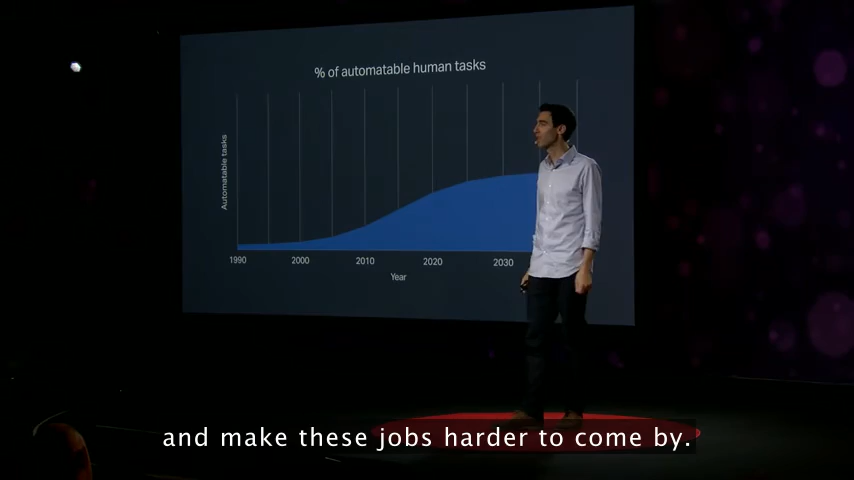 % of automatable human tasks
Automatable tasks
1990 2000 2010 2020 2030
Year
and make these jobs harder to come by.